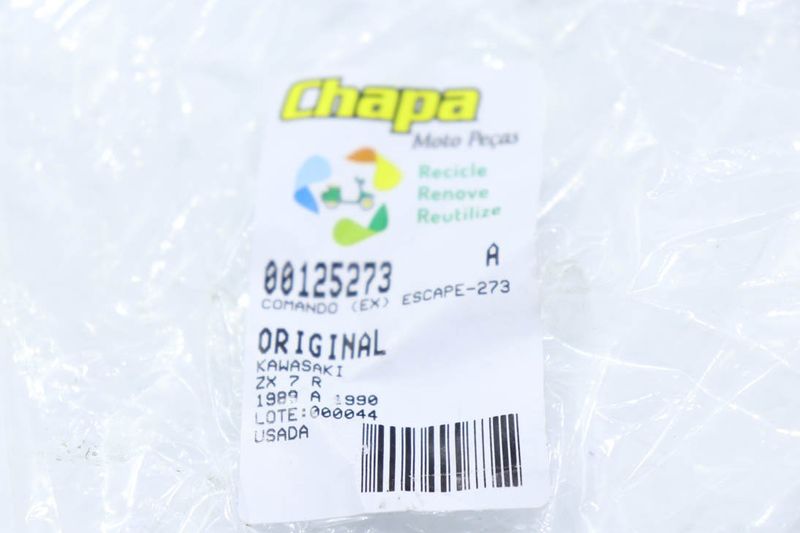 Chapa
Moto Peças
Recicle
Renove
Reutilize
A
00125273
COMANDO (EX) ESCAPE-273
ORIGINAL
KAWASAKI
ZX 7 R
1989 A 1990
LOTE:000044
USADA